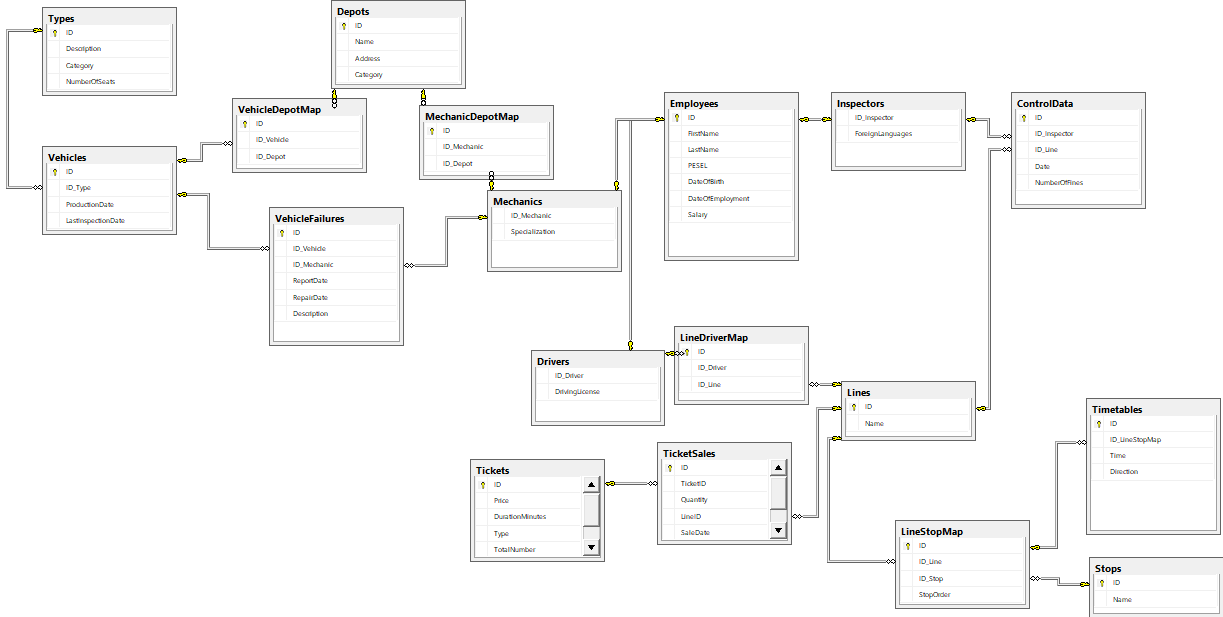 Types
ID
Description
Category
NumberOfSeats
Depots
ID
Name
Address
Category
VehicleDepotMap
ID
ID_Vehicle
ID_Depot
MechanicDepotMap
ID
ID_Mechanic
ID_Depot
Employees
ID
FirstName
LastName
PESEL
DateOfBirth
DateOfEmployment
Salary
Inspectors
ID_Inspector
ForeignLanguages
ControlData
ID
ID_Inspector
ID_Line
Date
NumberOfFines
Vehicles
ID
ID_Type
ProductionDate
LastInspectionDate
VehicleFailures
ID
ID_Vehicle
ID_Mechanic
ReportDate
RepairDate
Description
Mechanics
ID_Mechanic
Specialization
Drivers
ID_Driver
DrivingLicense
LineDriverMap
ID
ID_Driver
ID_Line
Lines
ID
Name
Timetables
ID
ID_LineStopMap
Time
Direction
Tickets
ID
Price
DurationMinutes
Type
TotalNumber
TicketSales
ID
TicketID
Quantity
LineID
SaleDate
LineStopMap
ID
ID_Line
ID_Stop
StopOrder
Stops
ID
Name